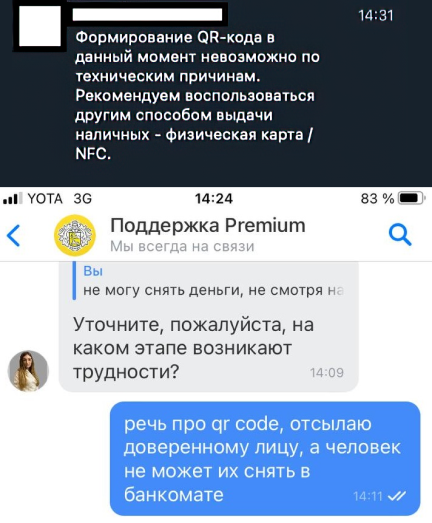 14:31
Формирование QR-кода в
данный момент невозможно по
техническим причинам.
Рекомендуем воспользоваться
другим способом выдачи
наличных - физическая карта /
NFC.
YOTA 3G 14:24 83 %
Поддержка Premium
Мы всегда на связи
Вы
не могу снять деньги, не смотря на
Уточните, пожалуйста, на
каком этапе возникают
трудности? 14:09
речь про qr code, отсылаю
доверенному лицу, а человек
не может их снять в
банкомате 14:11